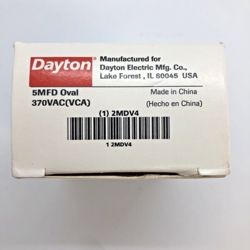 Dayton
Manufactured for
Dayton Electric Mfg. Co.,
Lake Forest , IL 60045 USA
5MFD Oval
370VAC(VCA)
Made in China
(Hecho en China)
(1) 2MDV4
1 2MDV4